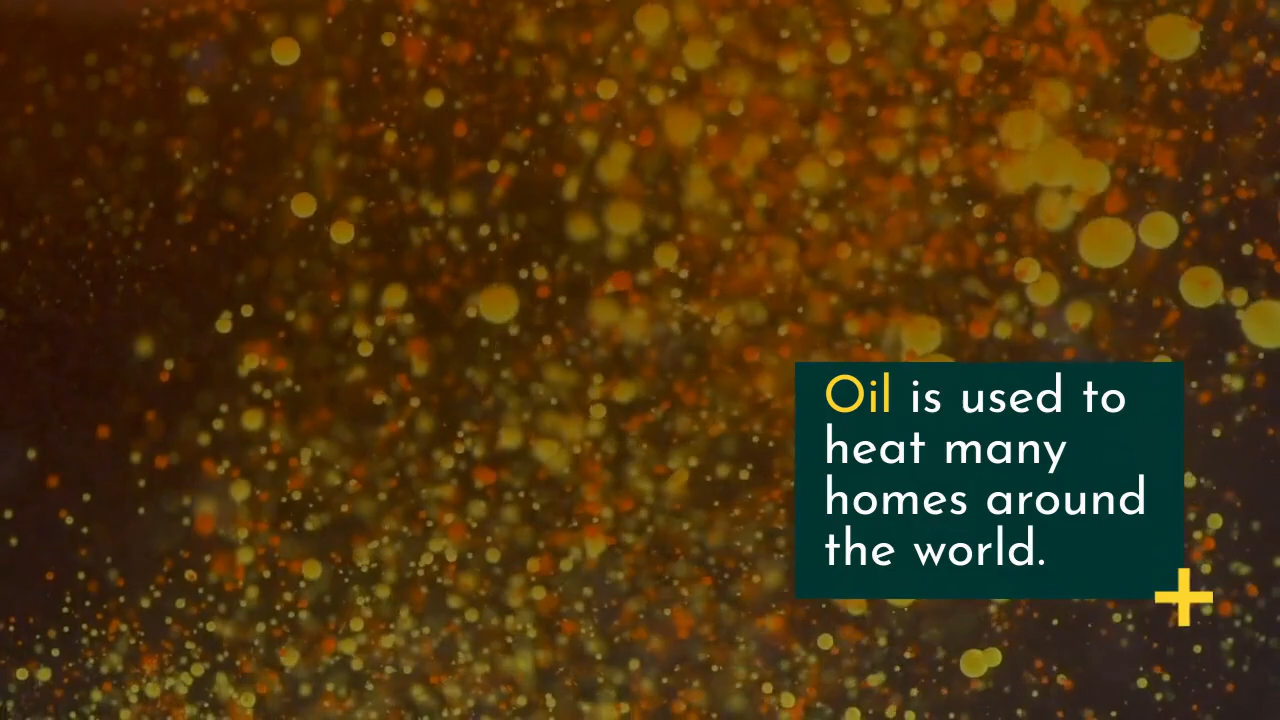 Oil is used to
heat many
homes around
the world.